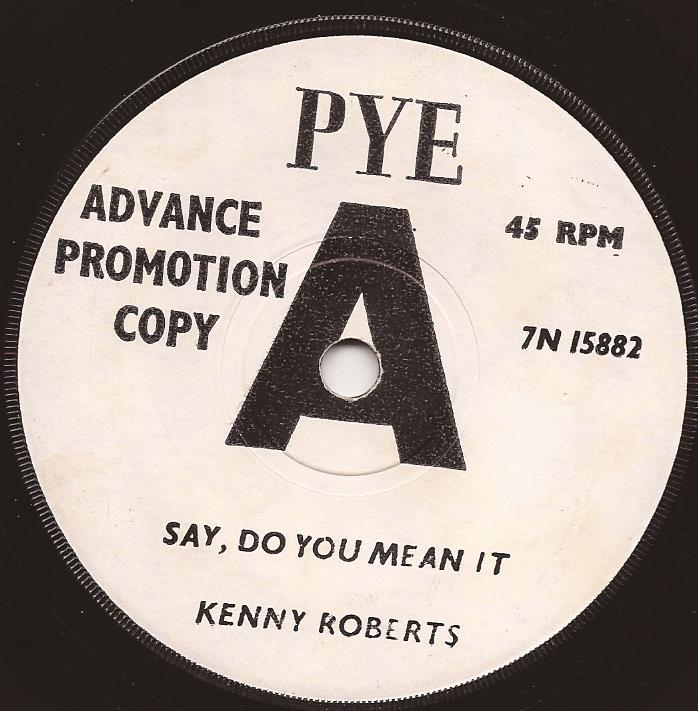 PYE
ADVANCE
PROMOTION
COPY
A
45 RPM
7N 15882
SAY, DO YOU MEAN IT
KENNY ROBERTS